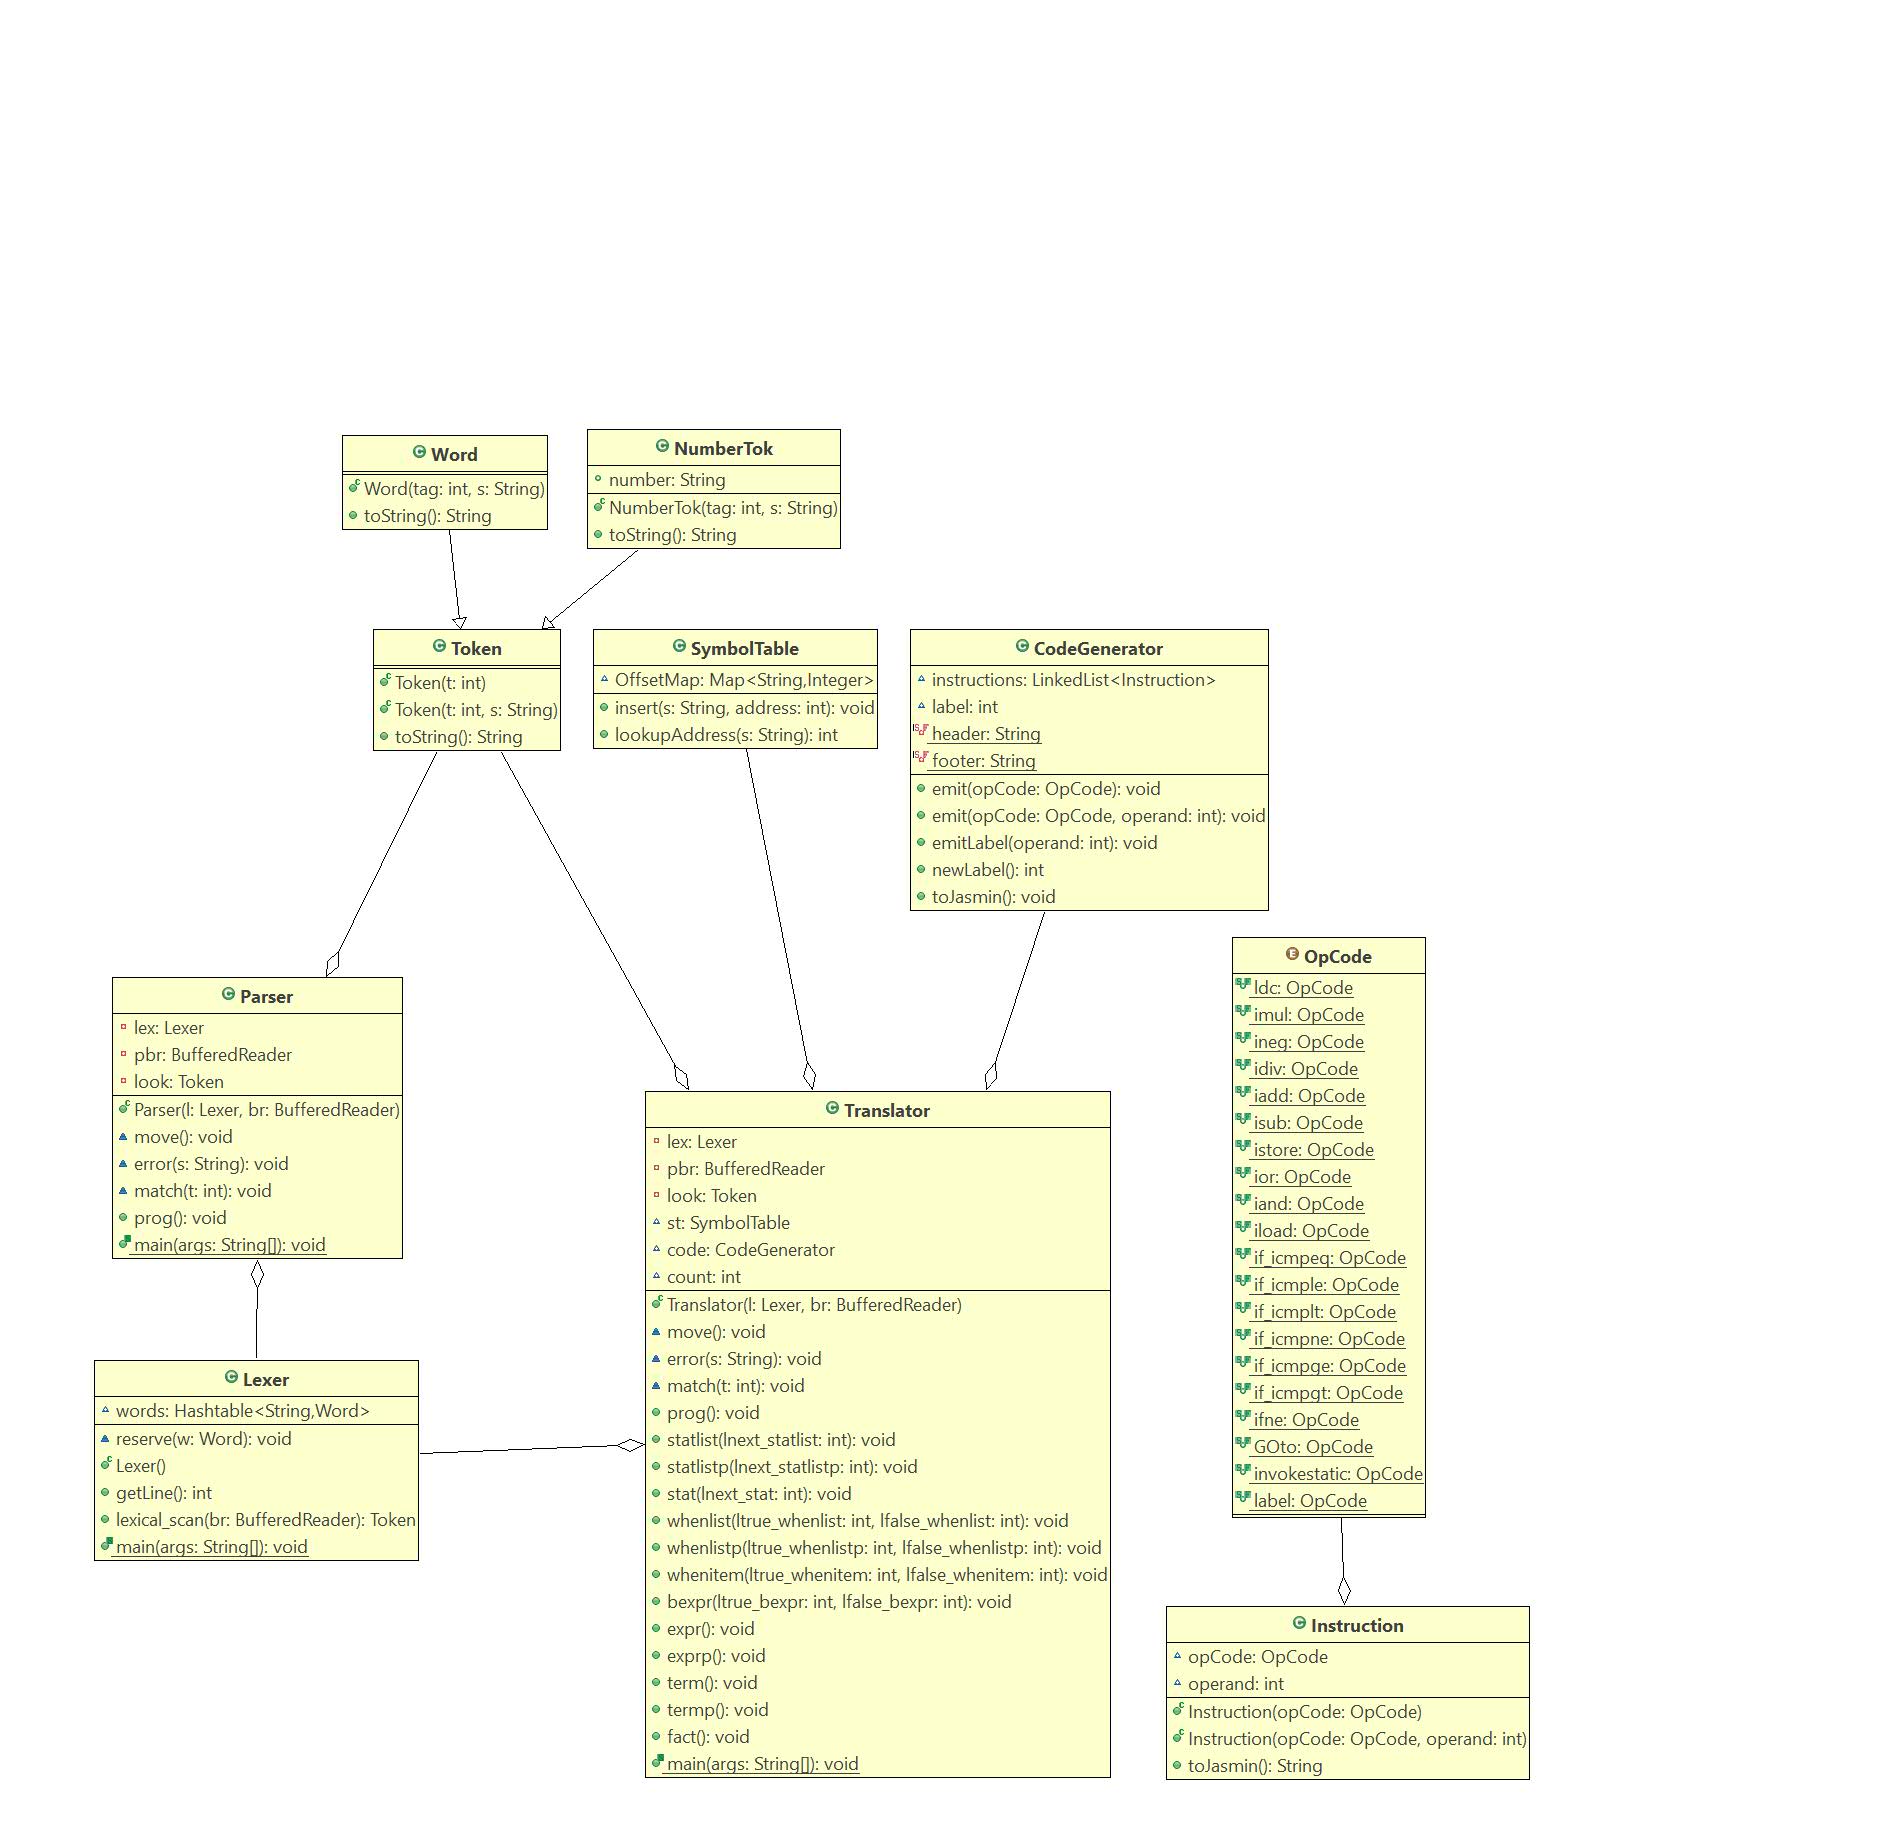 Word
Word(tag: int, s: String)
toString(): String
NumberTok
number: String
NumberTok(tag: int, s: String)
toString(): String
Token
Token(t: int)
Token(t: int, s: String)
toString(): String
SymbolTable
OffsetMap: Map<String,Integer>
insert(s: String, address: int): void
lookupAddress(s: String): int
CodeGenerator
instructions: LinkedList<Instruction>
label: int
header: String
footer: String
emit(opCode: OpCode): void
emit(opCode: OpCode, operand: int): void
emitLabel(operand: int): void
newLabel(): int
toJasmin(): void
OpCode
ldc: OpCode
imul: OpCode
ineg: OpCode
idiv: OpCode
iadd: OpCode
isub: OpCode
istore: OpCode
ior: OpCode
iand: OpCode
iload: OpCode
if_icmpeq: OpCode
if_icmple: OpCode
if_icmplt: OpCode
if_icmpne: OpCode
if_icmpge: OpCode
if_icmpgt: OpCode
ifne: OpCode
GOto: OpCode
invokestatic: OpCode
label: OpCode
Parser
lex: Lexer
pbr: BufferedReader
look: Token
Parser(l: Lexer, br: BufferedReader)
move(): void
error(s: String): void
match(t: int): void
prog(): void
main(args: String[]): void
Translator
lex: Lexer
pbr: BufferedReader
look: Token
st: SymbolTable
code: CodeGenerator
count: int
Translator(l: Lexer, br: BufferedReader)
move(): void
error(s: String): void
match(t: int): void
prog(): void
statlist(lnext_statlist: int): void
statlistp(lnext_statlistp: int): void
stat(lnext_stat: int): void
whenlist(ltrue_whenlist: int, lfalse_whenlist: int): void
whenlistp(ltrue_whenlistp: int, lfalse_whenlistp: int): void
whenitem(ltrue_whenitem: int, lfalse_whenitem: int): void
bexpr(ltrue_bexpr: int, lfalse_bexpr: int): void
expr(): void
exprp(): void
term(): void
termp(): void
fact(): void
main(args: String[]): void
Lexer
words: Hashtable<String,Word>
reserve(w: Word): void
Lexer()
getLine(): int
lexical_scan(br: BufferedReader): Token
main(args: String[]): void
Instruction
opCode: OpCode
operand: int
Instruction(opCode: OpCode)
Instruction(opCode: OpCode, operand: int)
toJasmin(): String